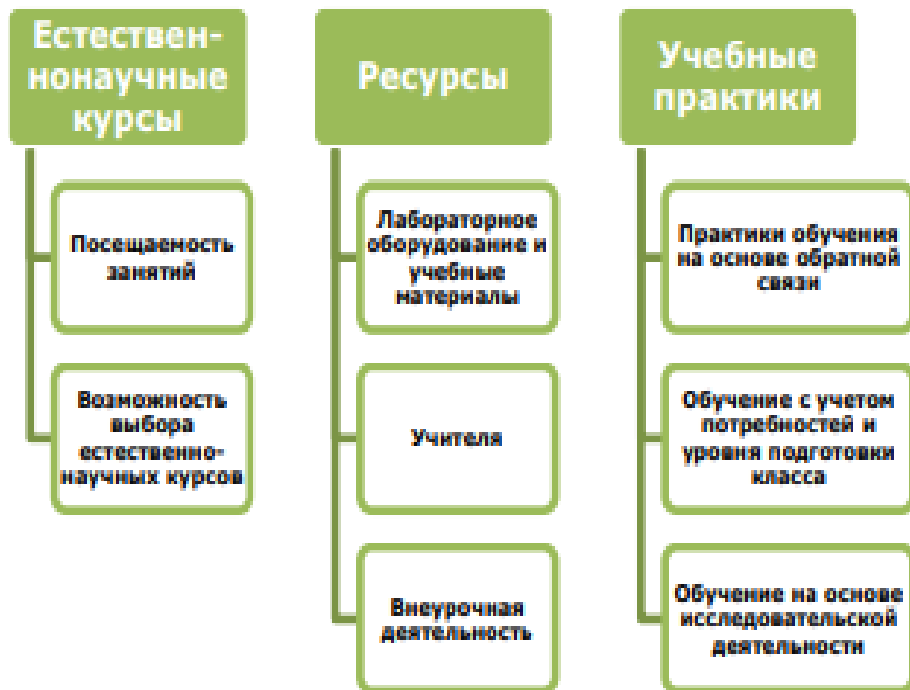 Естествен-
нонаучные
курсы
Посещаемость
занятий
Возможность
выбора
естественно-
научных курсов
Ресурсы
Лабораторное
оборудование и
учебные
материалы
Учителя
Внеурочная
деятельность
Учебные
практики
Практики обучения
на основе обратной
связи
Обучение с учетом
потребностей и
уровня подготовки
класса
Обучение на основе
исследовательской
деятельности